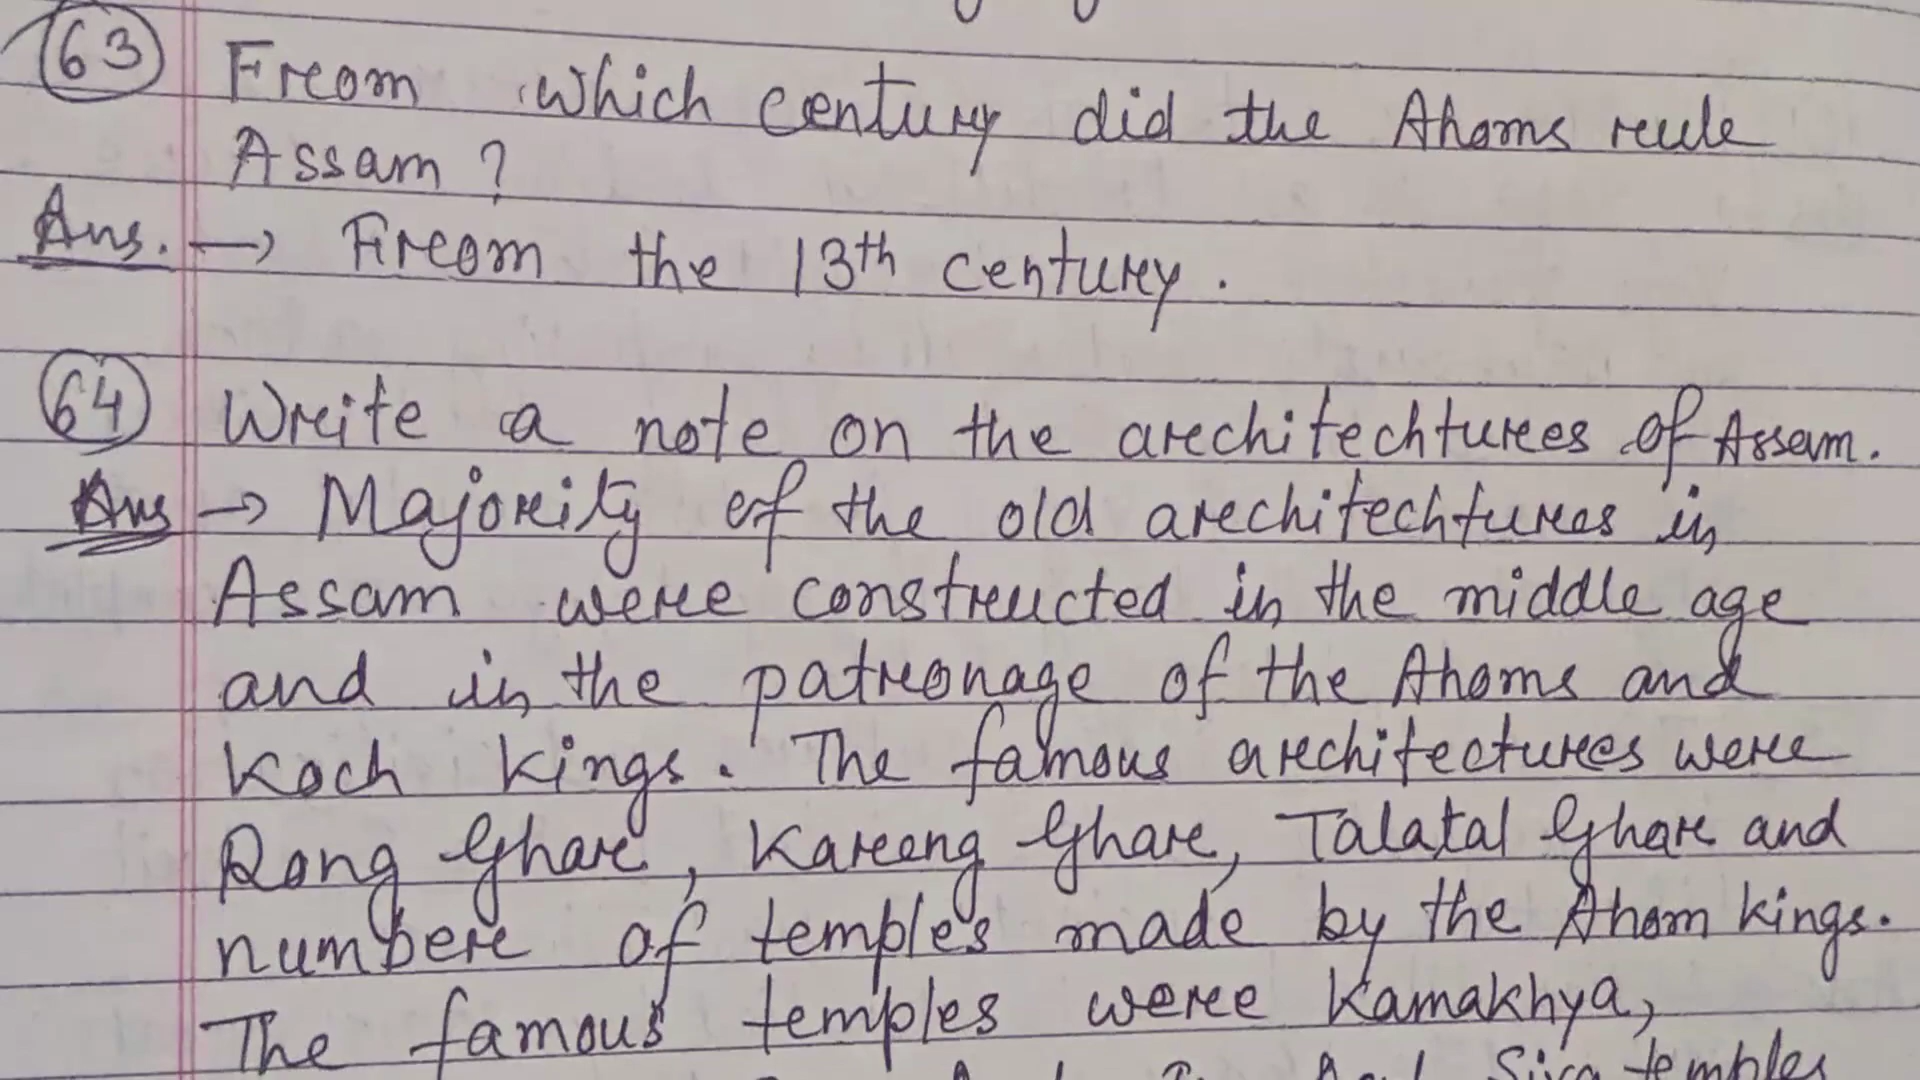 63 From which century did the Ahoms rule
Assam?
Ans. → From the 13th century.
64 Write a note on the architechtures of Assam.
Ans → Majority of the old architechtures in
Assam were constructed in the middle age
and in the patronage of the Ahoms and
Koch kings. The famous architectures were
Rang Ghar, Kareng Ghar, Talatal Ghar and
number of temples made by the Ahom kings.
The famous temples were Kamakhya,
Siva temples